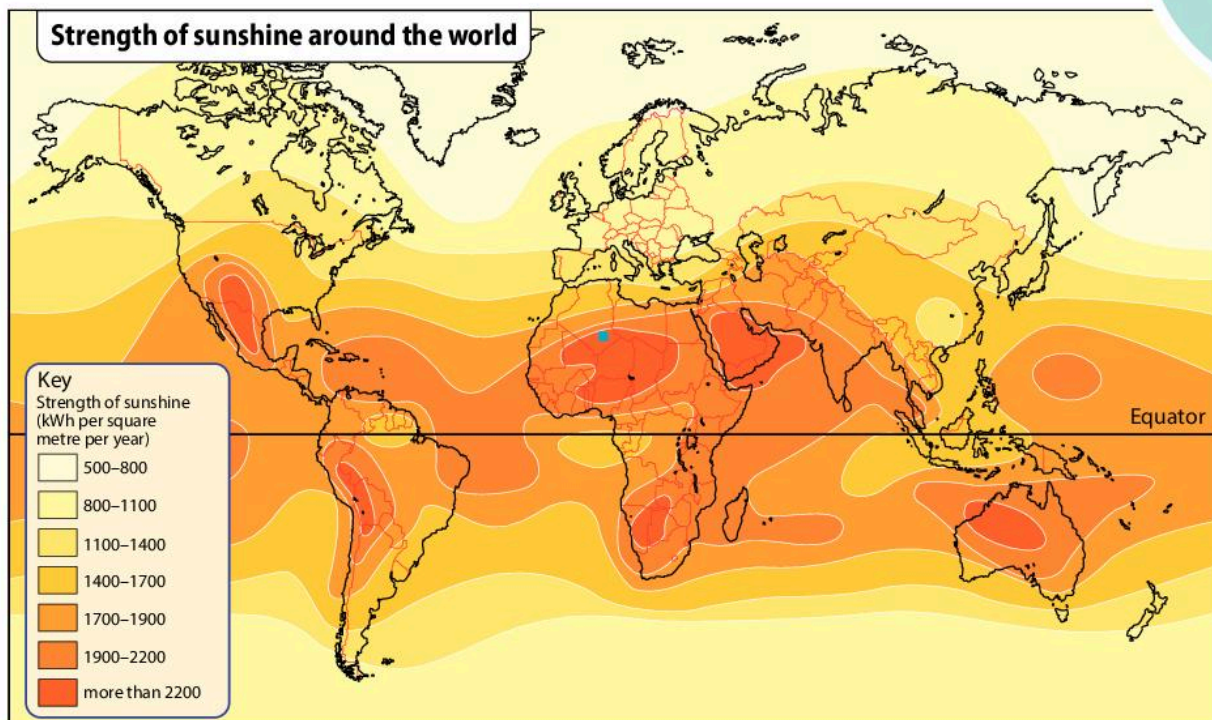 Strength of sunshine around the world
Equator
Key
Strength of sunshine
(kWh per square
metre per year)
500–800
800–1100
1100–1400
1400–1700
1700–1900
1900–2200
more than 2200